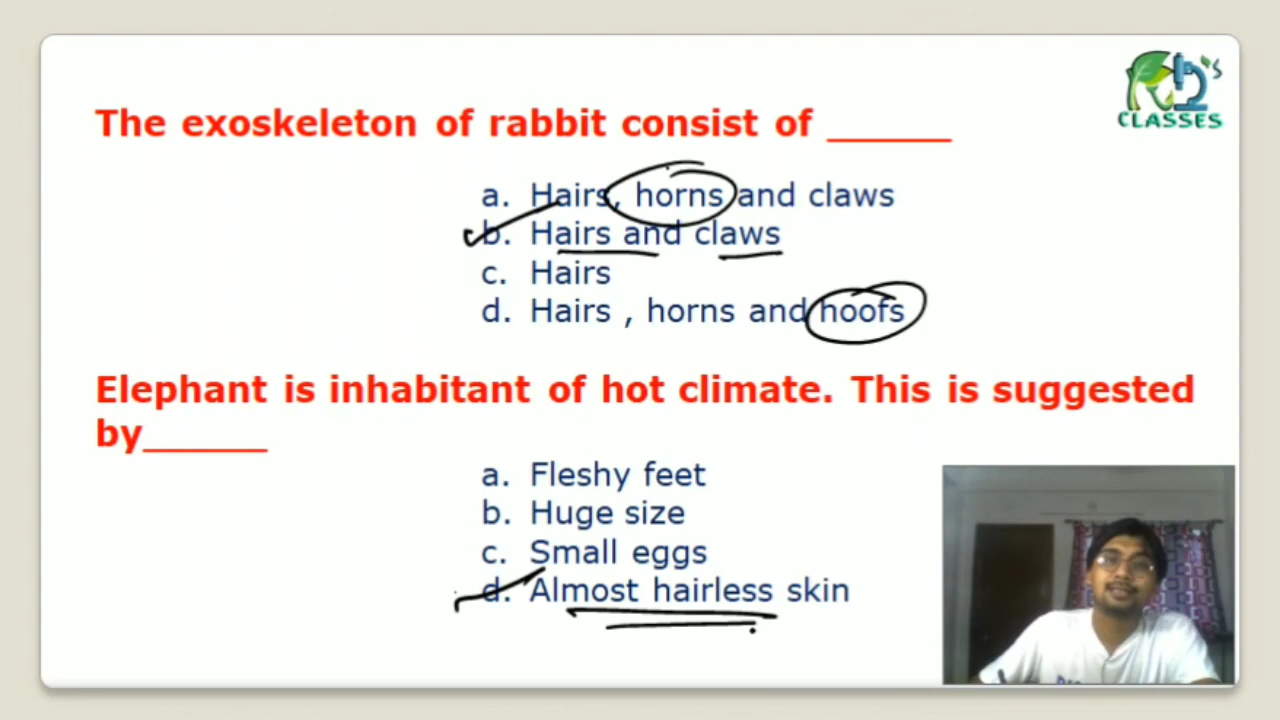 R's
CLASSES
The exoskeleton of rabbit consist of ______
a. Hairs, horns and claws
b. Hairs and claws
c. Hairs
d. Hairs , horns and hoofs
Elephant is inhabitant of hot climate. This is suggested
by______
a. Fleshy feet
b. Huge size
c. Small eggs
d. Almost hairless skin